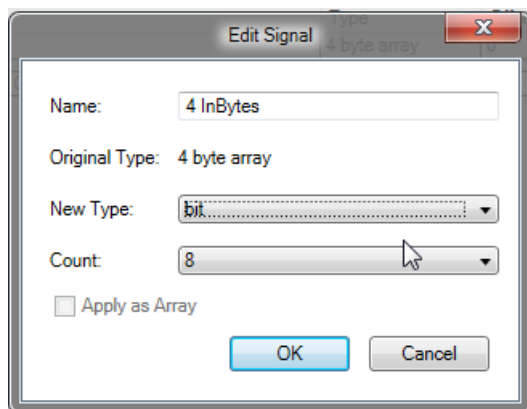 Type
Edit Signal
4 byte array
Name: 4 InBytes
Original Type: 4 byte array
New Type: bit
Count: 8
Apply as Array
OK Cancel